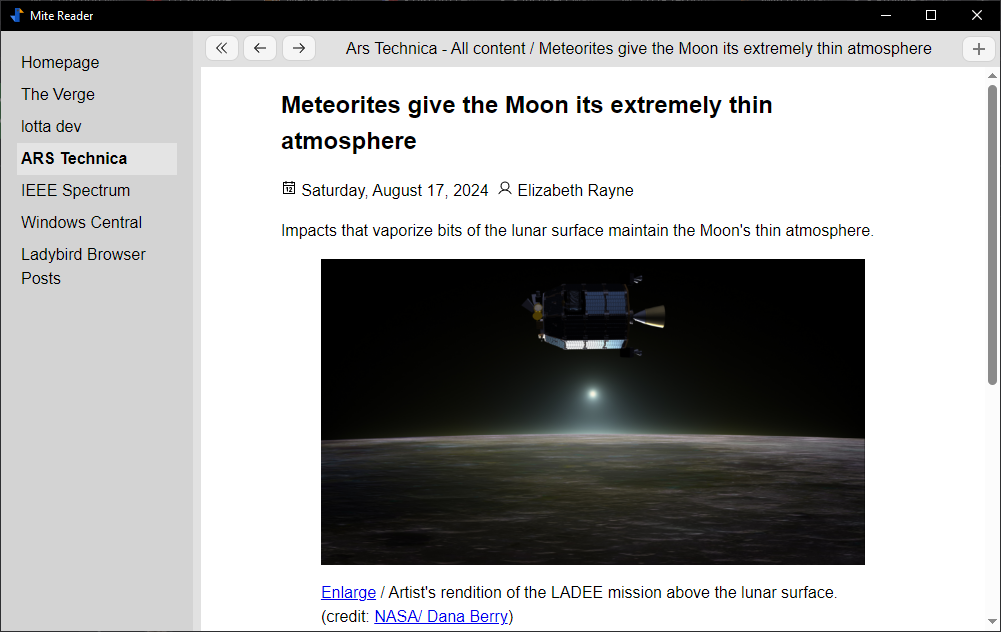 Mite Reader
Ars Technica - All content / Meteorites give the Moon its extremely thin atmosphere
Homepage
The Verge
lotta dev
ARS Technica
IEEE Spectrum
Windows Central
Ladybird Browser
Posts
Meteorites give the Moon its extremely thin
atmosphere
Saturday, August 17, 2024 Elizabeth Rayne
Impacts that vaporize bits of the lunar surface maintain the Moon's thin atmosphere.
Enlarge / Artist's rendition of the LADEE mission above the lunar surface.
(credit: NASA/ Dana Berry)